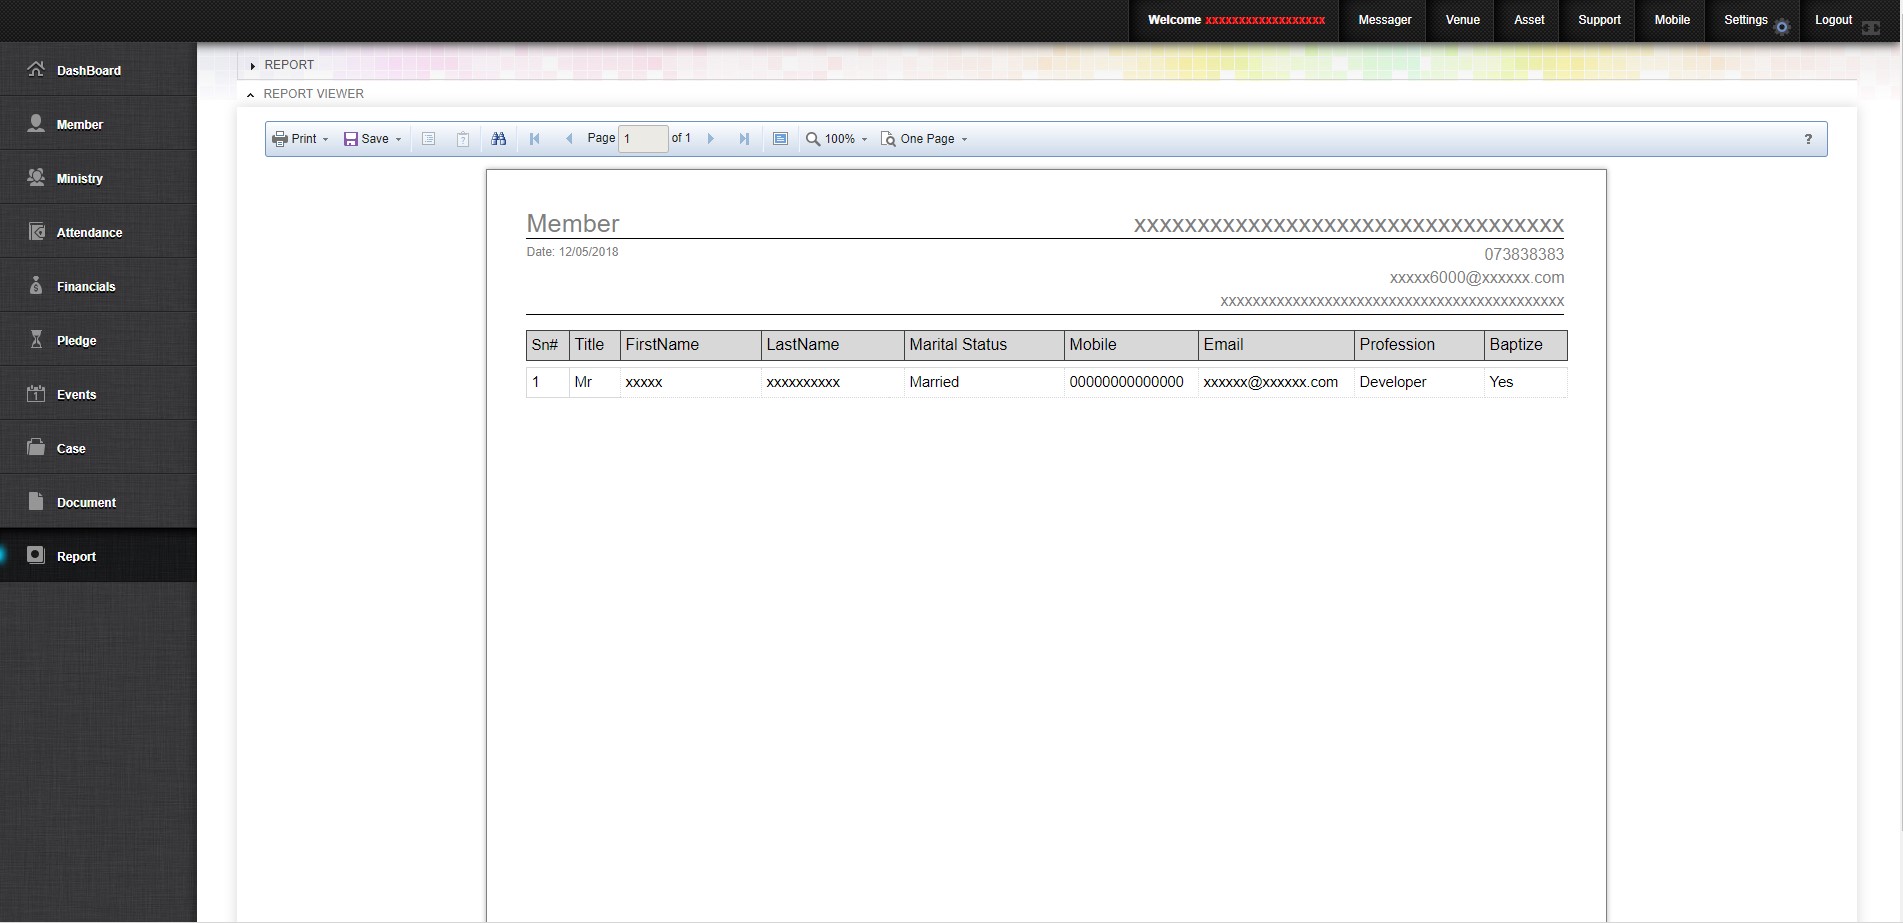 Welcome xxxxxxxxxxxxxxxxxx Messager Venue Asset Support Mobile Settings Logout
DashBoard
Member
Ministry
Attendance
Financials
Pledge
Events
Case
Document
Report
REPORT
REPORT VIEWER
Print Save Page 1 of 1 100% One Page ?
Member xxxxxxxxxxxxxxxxxxxxxxxxxxxxxxxxxx
Date: 12/05/2018
073838383
xxxxx6000@xxxxxx.com
xxxxxxxxxxxxxxxxxxxxxxxxxxxxxxxxxxxxxxxxxxx
Sn# Title FirstName LastName Marital Status Mobile Email Profession Baptize
1 Mr xxxxx xxxxxxxxxx Married 00000000000000 xxxxxx@xxxxxx.com Developer Yes